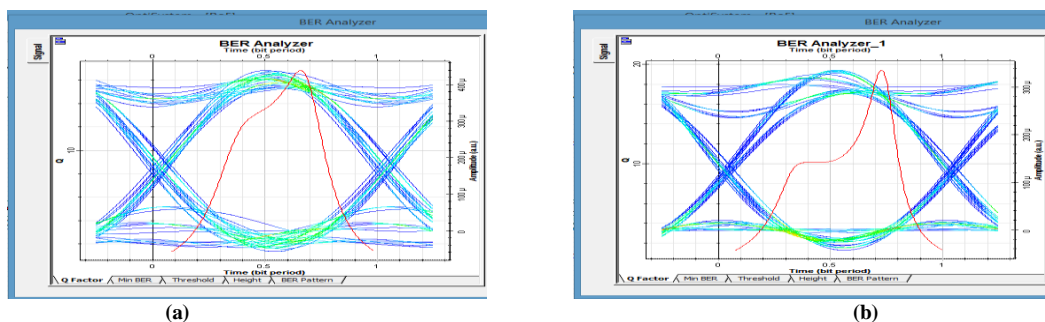 BER Analyzer
Signal
BER Analyzer
Time (bit period)
0 0.5 1
10
Q
400 µ
300 µ
200 µ
100 µ
0
Amplitude (a.u.)
0 0.5 1
Time (bit period)
Q Factor Min BER Threshold Height BER Pattern
(a)
BER Analyzer
Signal
BER Analyzer_1
Time (bit period)
0 0.5 1
20
10
0
Q
300 µ
200 µ
100 µ
0
Amplitude (a.u.)
0 0.5 1
Time (bit period)
Q Factor Min BER Threshold Height BER Pattern
(b)